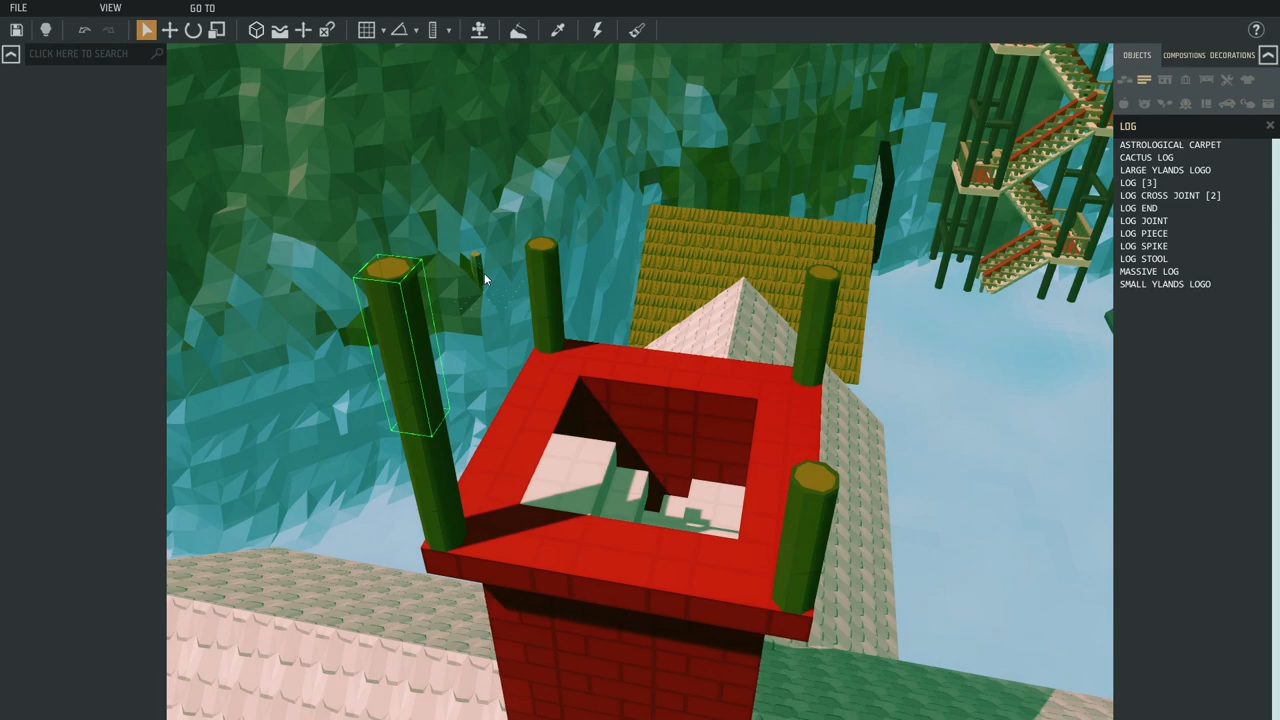 FILE VIEW GO TO
CLICK HERE TO SEARCH
OBJECTS COMPOSITIONS DECORATIONS
LOG
ASTROLOGICAL CARPET
CACTUS LOG
LARGE YLANDS LOGO
LOG [3]
LOG CROSS JOINT [2]
LOG END
LOG JOINT
LOG PIECE
LOG SPIKE
LOG STOOL
MASSIVE LOG
SMALL YLANDS LOGO